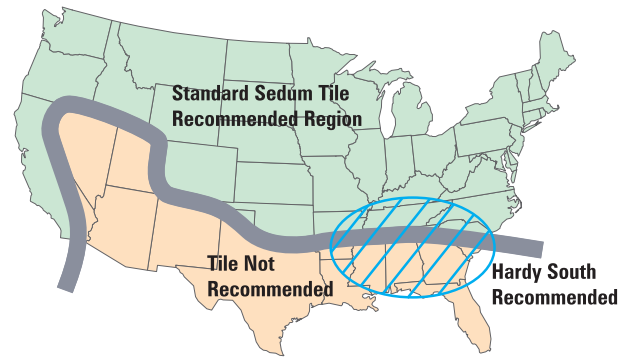 Standard Sedum Tile
Recommended Region
Tile Not
Recommended
Hardy South
Recommended